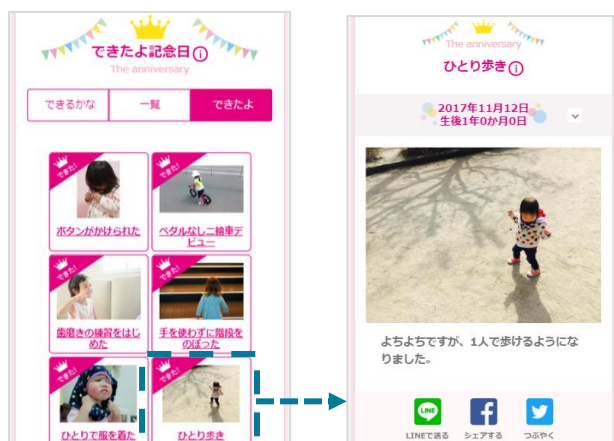 できたよ記念日 i
The anniversary
できるかな
一覧
できたよ
できた!
ボタンがかけられた
できた!
ペダルなし二輪車デ
ビュー
できた!
歯磨きの練習をはじ
めた
できた!
手を使わずに階段を
のぼった
できた!
ひとりで服を着た
できた!
ひとり歩き
The anniversary
ひとり歩き i
2017年11月12日
生後1年0か月0日
よちよちですが、1人で歩けるようにな
りました。
LINE
LINEで送る
シェアする
つぶやく